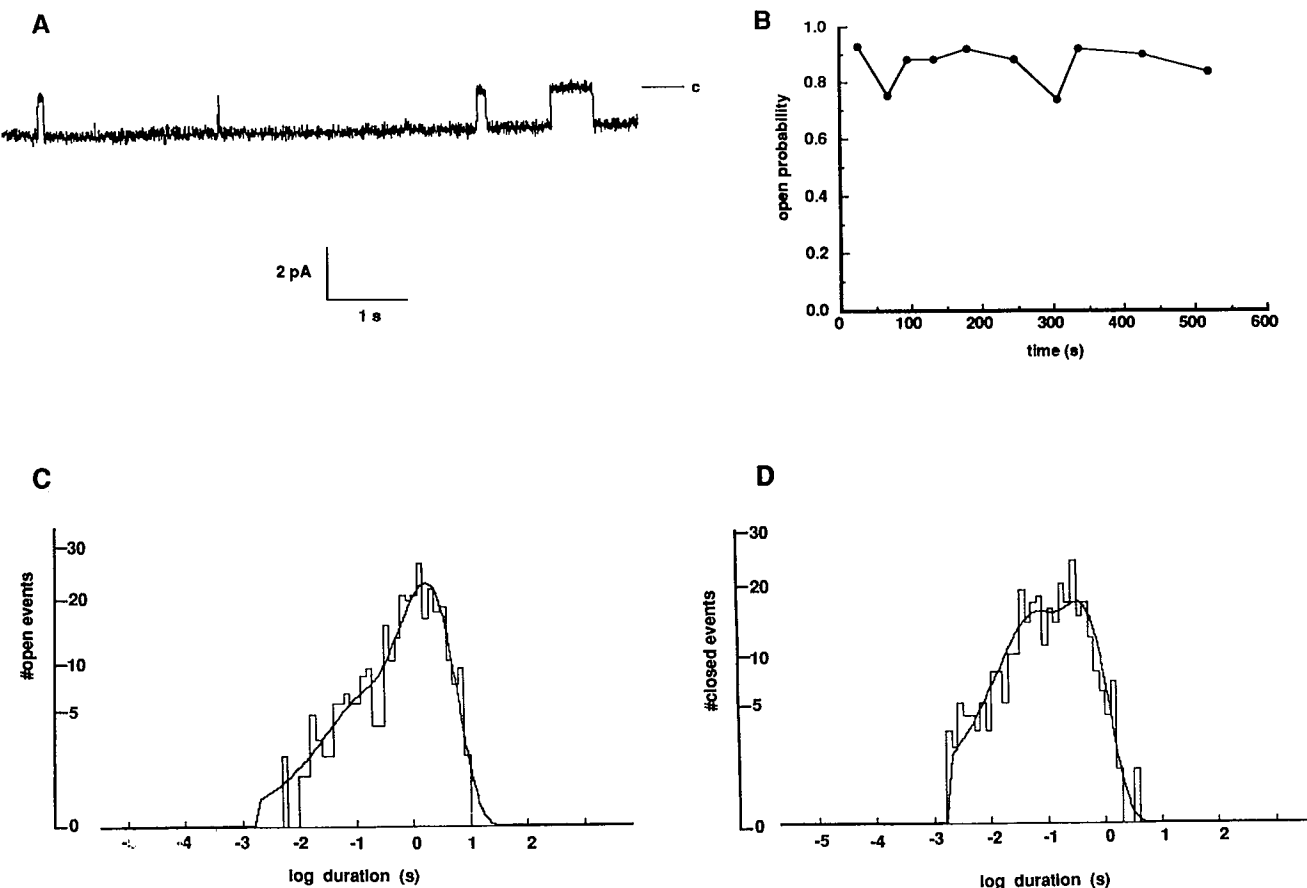 A
c
2 pA
1 s
B
1.0
0.8
0.6
0.4
0.2
0.0
open probability
0 100 200 300 400 500 600
time (s)
C
30
20
10
5
0
#open events
-4 -3 -2 -1 0 1 2
log duration (s)
D
30
20
10
5
0
#closed events
-5 -4 -3 -2 -1 0 1 2
log duration (s)